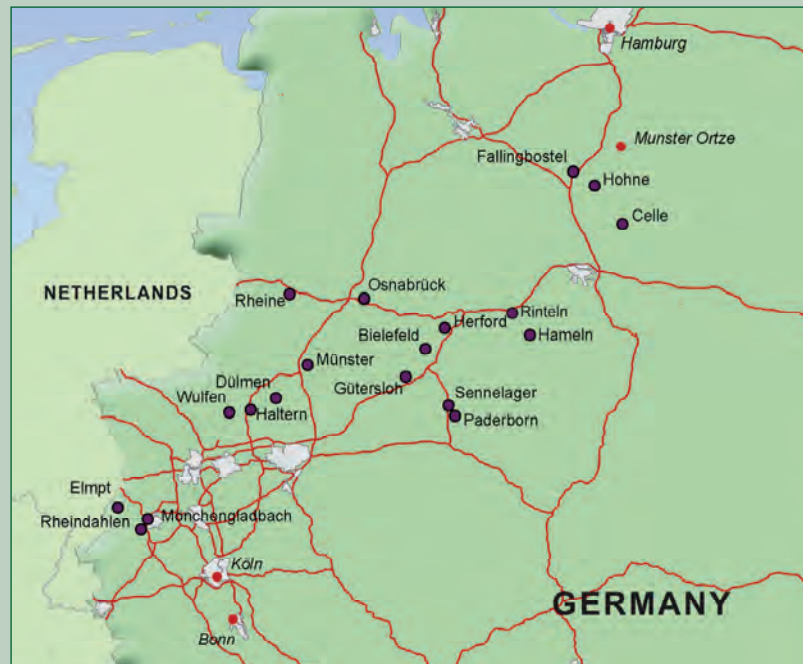 Hamburg
Munster Ortze
Fallingbostel
Hohne
Celle
NETHERLANDS
Rheine
Osnabrück
Rinteln
Herford
Hameln
Bielefeld
Münster
Gütersloh
Dülmen
Wulfen
Haltern
Sennelager
Paderborn
Elmpt
Rheindahlen
Mönchengladbach
Köln
GERMANY
Bonn